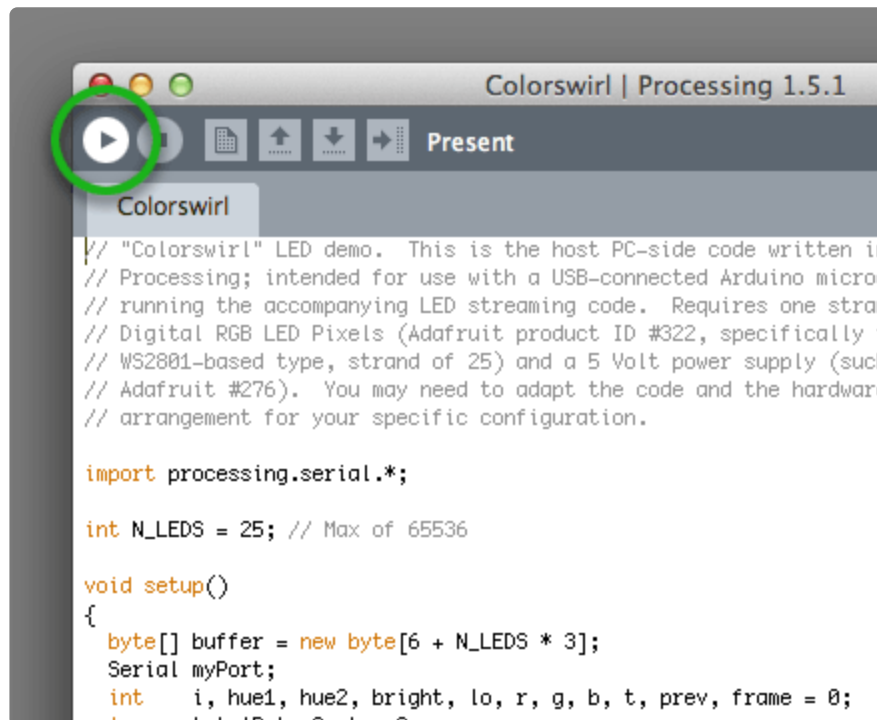 Colorswirl | Processing 1.5.1
Present
Colorswirl
// "Colorswirl" LED demo.  This is the host PC-side code written
// Processing; intended for use with a USB-connected Arduino
// running the accompanying LED streaming code.  Requires one
// Digital RGB LED Pixels (Adafruit product ID #322, specifically
// WS2801-based type, strand of 25) and a 5 Volt power supply
// Adafruit #276).  You may need to adapt the code and the
// arrangement for your specific configuration.
import processing.serial.*;
int N_LEDS = 25; // Max of 65536
void setup()
{
  byte[] buffer = new byte[6 + N_LEDS * 3];
  Serial myPort;
  int    i, hue1, hue2, bright, lo, r, g, b, t, prev, frame = 0;